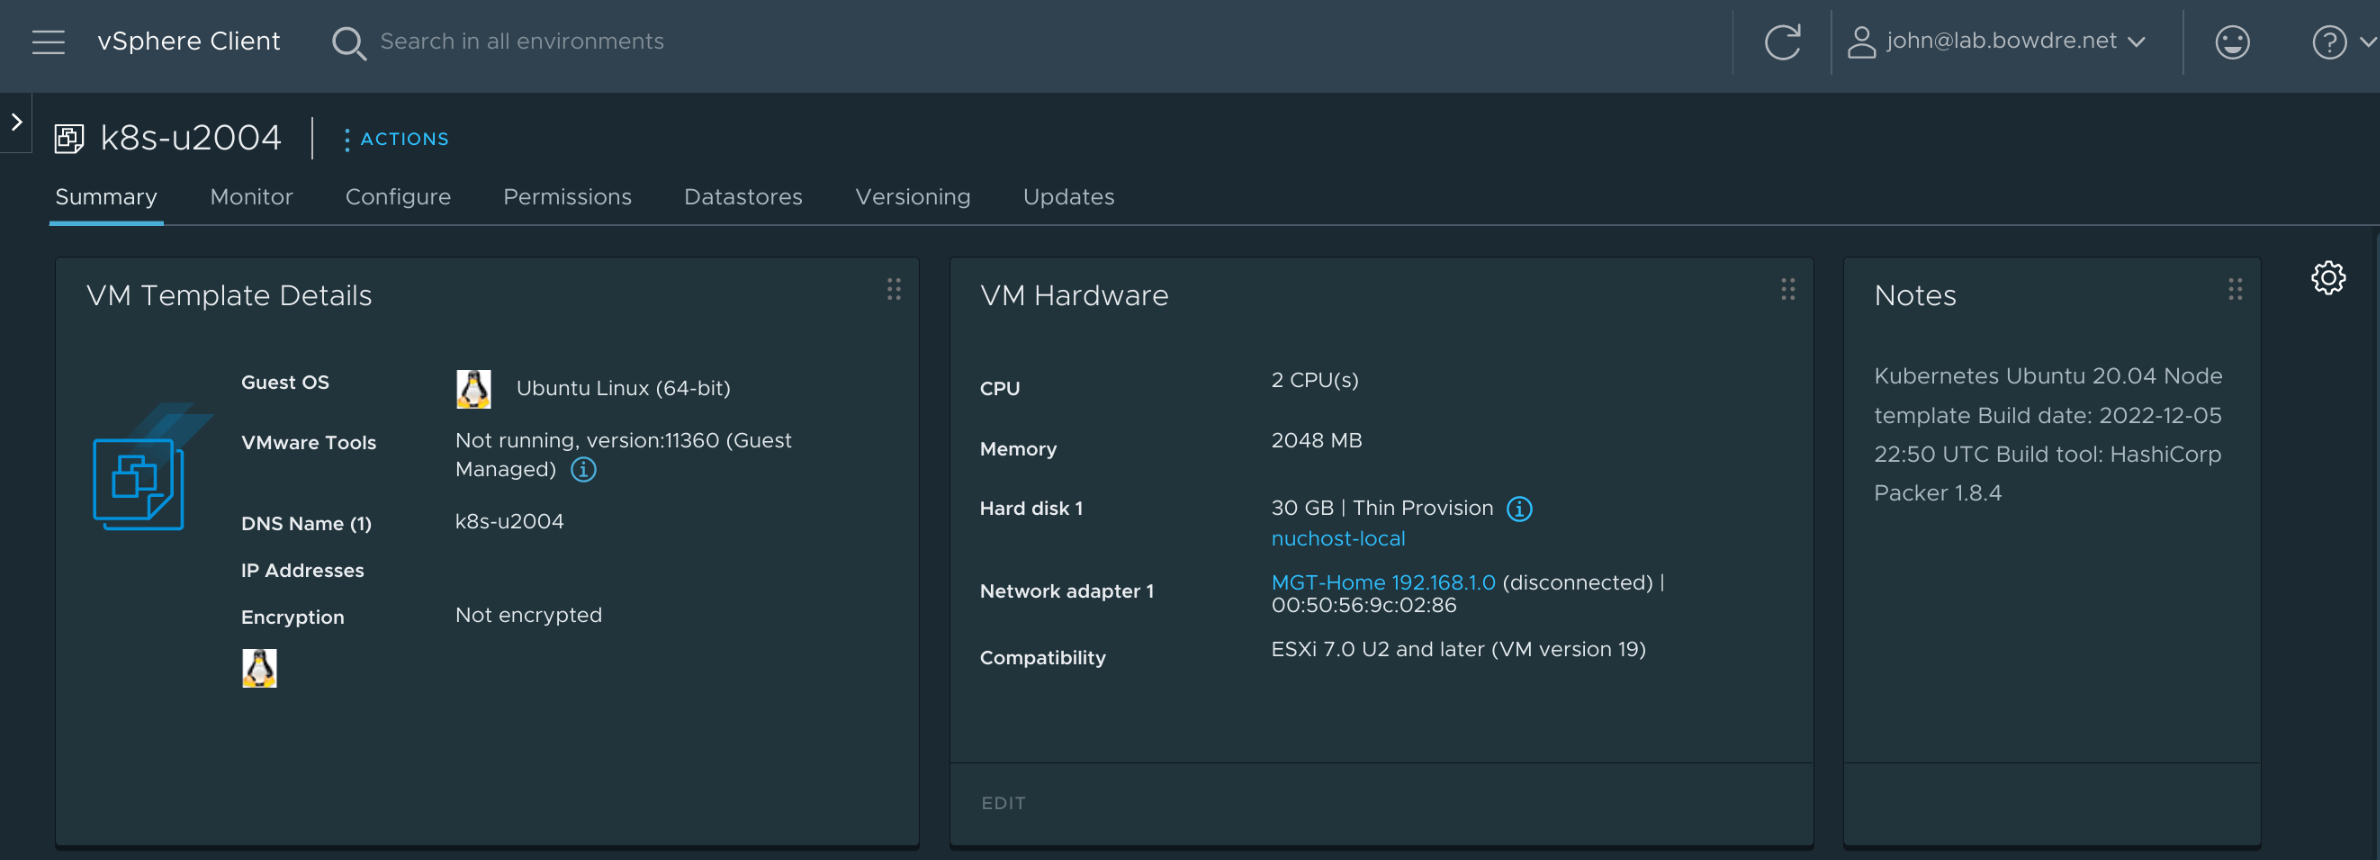 vSphere Client
Search in all environments
john@lab.bowdre.net
k8s-u2004
ACTIONS
Summary
Monitor
Configure
Permissions
Datastores
Versioning
Updates
VM Template Details
Guest OS
Ubuntu Linux (64-bit)
VMware Tools
Not running, version:11360 (Guest
Managed)
DNS Name (1)
k8s-u2004
IP Addresses
Encryption
Not encrypted
VM Hardware
CPU
2 CPU(s)
Memory
2048 MB
Hard disk 1
30 GB | Thin Provision
nuchost-local
Network adapter 1
MGT-Home 192.168.1.0 (disconnected) |
00:50:56:9c:02:86
Compatibility
ESXi 7.0 U2 and later (VM version 19)
EDIT
Notes
Kubernetes Ubuntu 20.04 Node
template Build date: 2022-12-05
22:50 UTC Build tool: HashiCorp
Packer 1.8.4